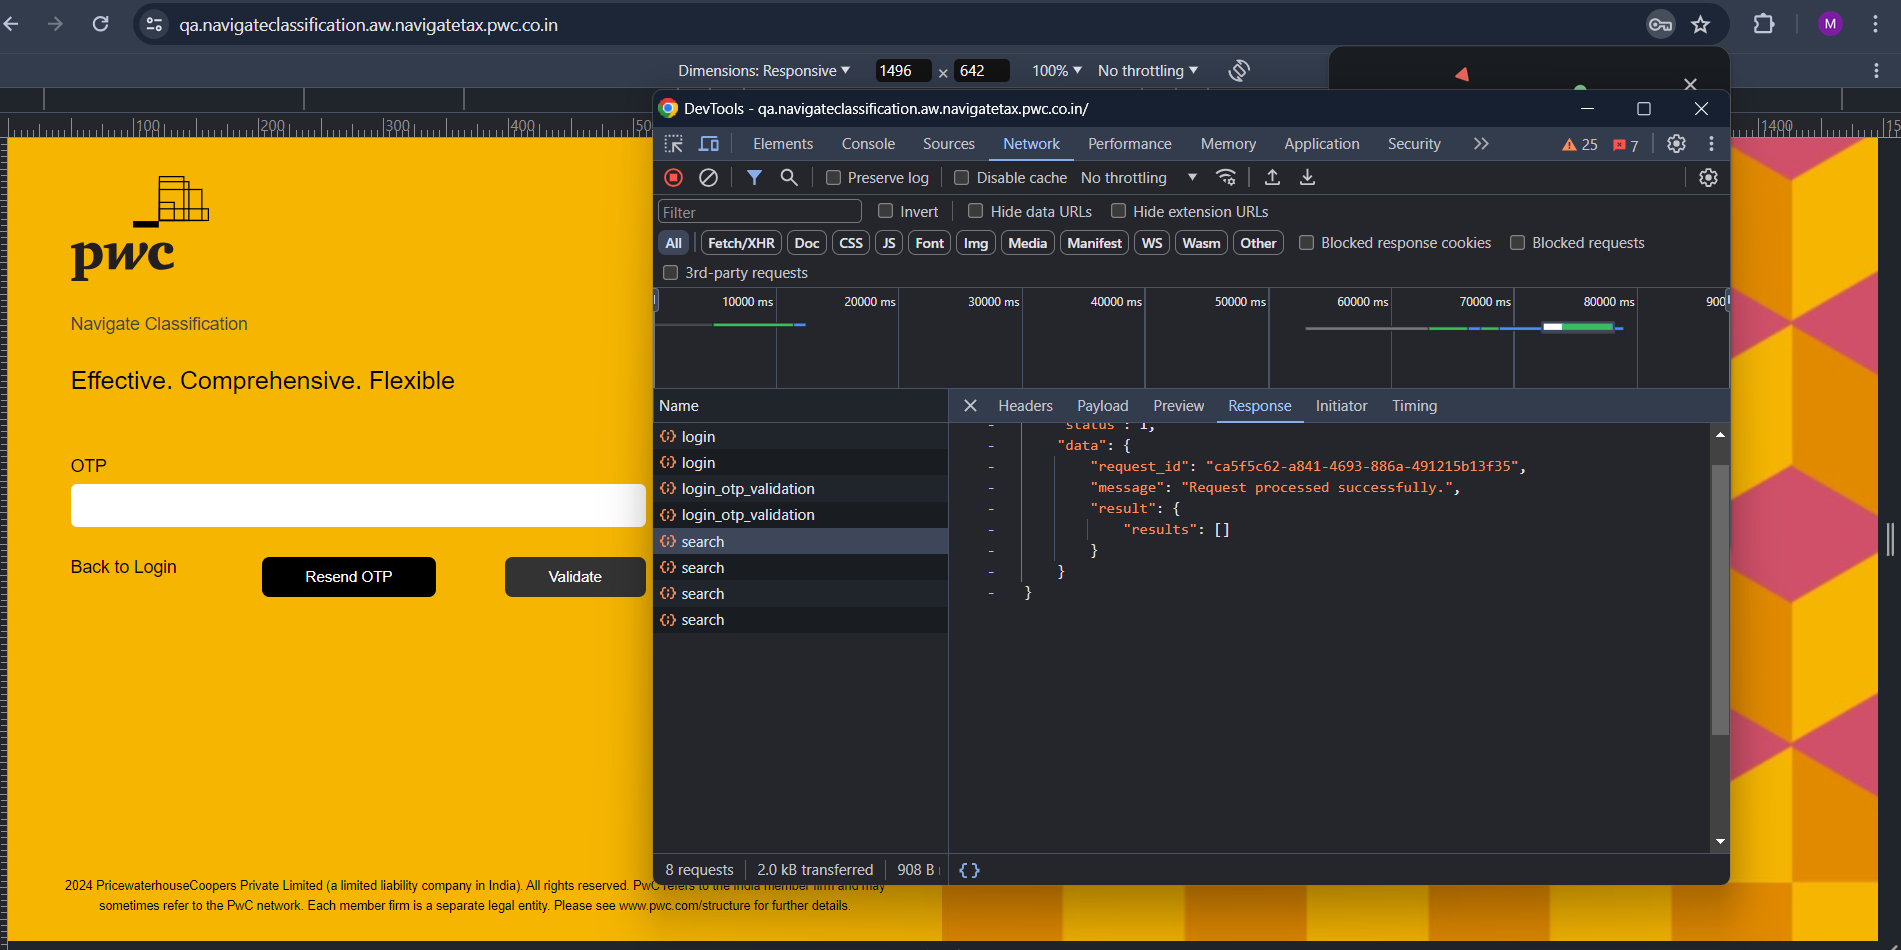 qa.navigateclassification.aw.navigatetax.pwc.co.in
M
Dimensions: Responsive 1496 × 642 100% No throttling
100 200 300 400 1400
DevTools - qa.navigateclassification.aw.navigatetax.pwc.co.in/
Elements Console Sources Network Performance Memory Application Security 25 7
Preserve log Disable cache No throttling
Filter Invert Hide data URLs Hide extension URLs
All Fetch/XHR Doc CSS JS Font Img Media Manifest WS Wasm Other Blocked response cookies Blocked requests
3rd-party requests
10000 ms 20000 ms 30000 ms 40000 ms 50000 ms 60000 ms 70000 ms 80000 ms 900
Name
login
login
login_otp_validation
login_otp_validation
search
search
search
search
8 requests 2.0 kB transferred 908 B
Headers Payload Preview Response Initiator Timing
- status": 1,
- "data": {
- "request_id": "ca5f5c62-a841-4693-886a-491215b13f35",
- "message": "Request processed successfully.",
- "result": {
- "results": []
- }
- }
- }
{ }
pwc
Navigate Classification
Effective. Comprehensive. Flexible
OTP
Back to Login Resend OTP Validate
2024 PricewaterhouseCoopers Private Limited (a limited liability company in India). All rights reserved. PwC refers to the India member firm and may
sometimes refer to the PwC network. Each member firm is a separate legal entity. Please see www.pwc.com/structure for further details.